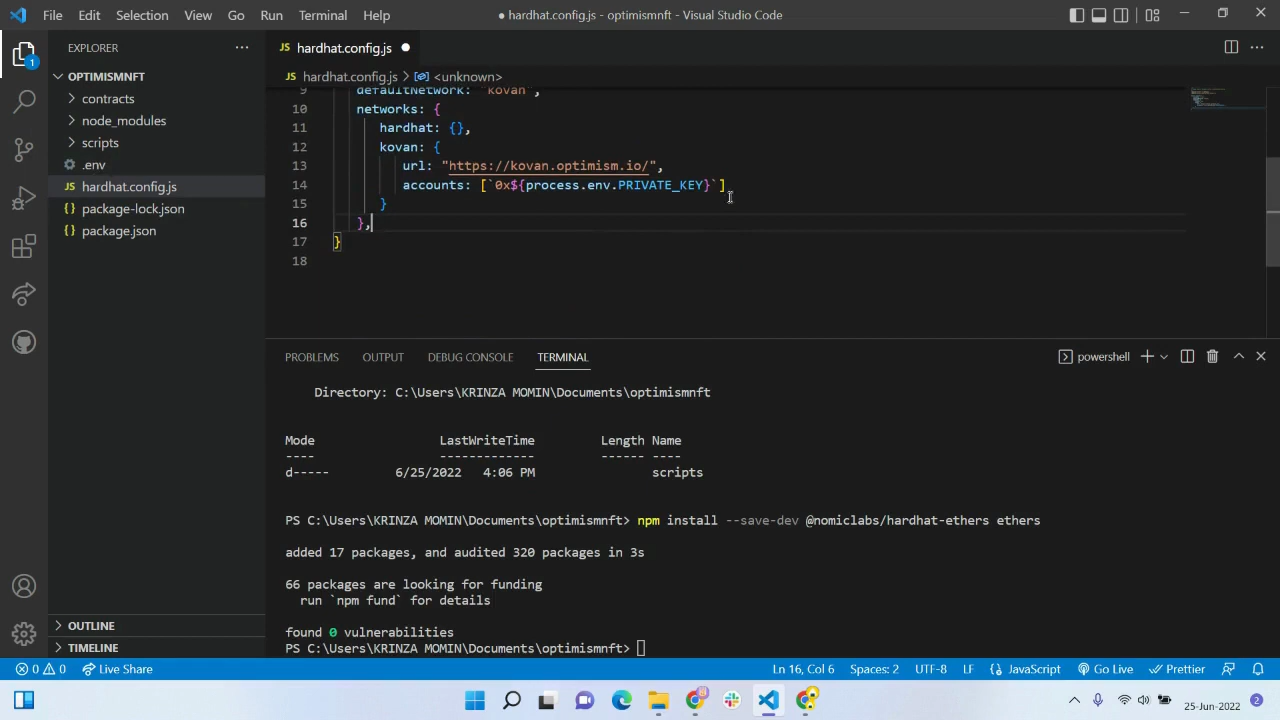 File Edit Selection View Go Run Terminal Help
● hardhat.config.js - optimismnft - Visual Studio Code
EXPLORER
OPTIMISMNFT
contracts
node_modules
scripts
.env
hardhat.config.js
package-lock.json
package.json
OUTLINE
TIMELINE
1
JS hardhat.config.js
JS hardhat.config.js > <unknown>
9 defaultNetwork: "kovan",
10 networks: {
11 hardhat: {},
12 kovan: {
13 url: "https://kovan.optimism.io/",
14 accounts: [`0x${process.env.PRIVATE_KEY}`]
15 }
16 },
17 }
18
PROBLEMS OUTPUT DEBUG CONSOLE TERMINAL
powershell
Directory: C:\Users\KRINZA MOMIN\Documents\optimismnft
Mode LastWriteTime Length Name
---- ------------- ------ ----
d----- 6/25/2022 4:06 PM scripts
PS C:\Users\KRINZA MOMIN\Documents\optimismnft> npm install --save-dev @nomiclabs/hardhat-ethers ethers
added 17 packages, and audited 320 packages in 3s
66 packages are looking for funding
run `npm fund` for details
found 0 vulnerabilities
PS C:\Users\KRINZA MOMIN\Documents\optimismnft>
0 0 Live Share
Ln 16, Col 6 Spaces: 2 UTF-8 LF JavaScript Go Live Prettier
25-Jun-2022 2